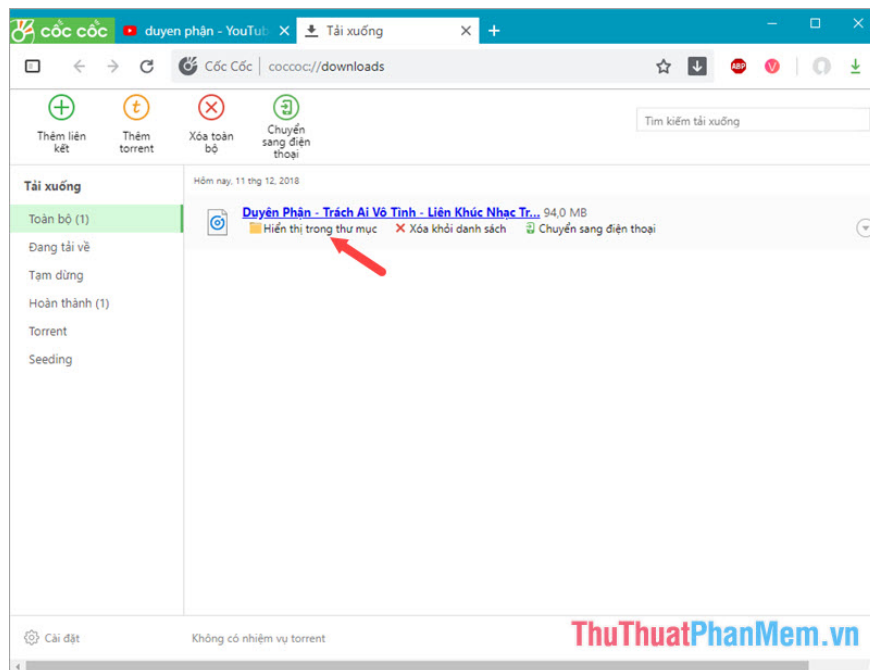 cốc cốc
duyen phận - YouTub
Tải xuống
Cốc Cốc
coccoc://downloads
ABP
V
Thêm liên
kết
Thêm
torrent
Xóa toàn
bộ
Chuyển
sang điện
thoại
Tìm kiếm tải xuống
Tải xuống
Toàn bộ (1)
Đang tải về
Tạm dừng
Hoàn thành (1)
Torrent
Seeding
Hôm nay, 11 thg 12, 2018
Duyên Phận - Trách Ai Vô Tình - Liên Khúc Nhạc Tr... 94,0 MB
Hiển thị trong thư mục Xóa khỏi danh sách Chuyển sang điện thoại
Cài đặt
Không có nhiệm vụ torrent
ThuThuatPhanMem.vn